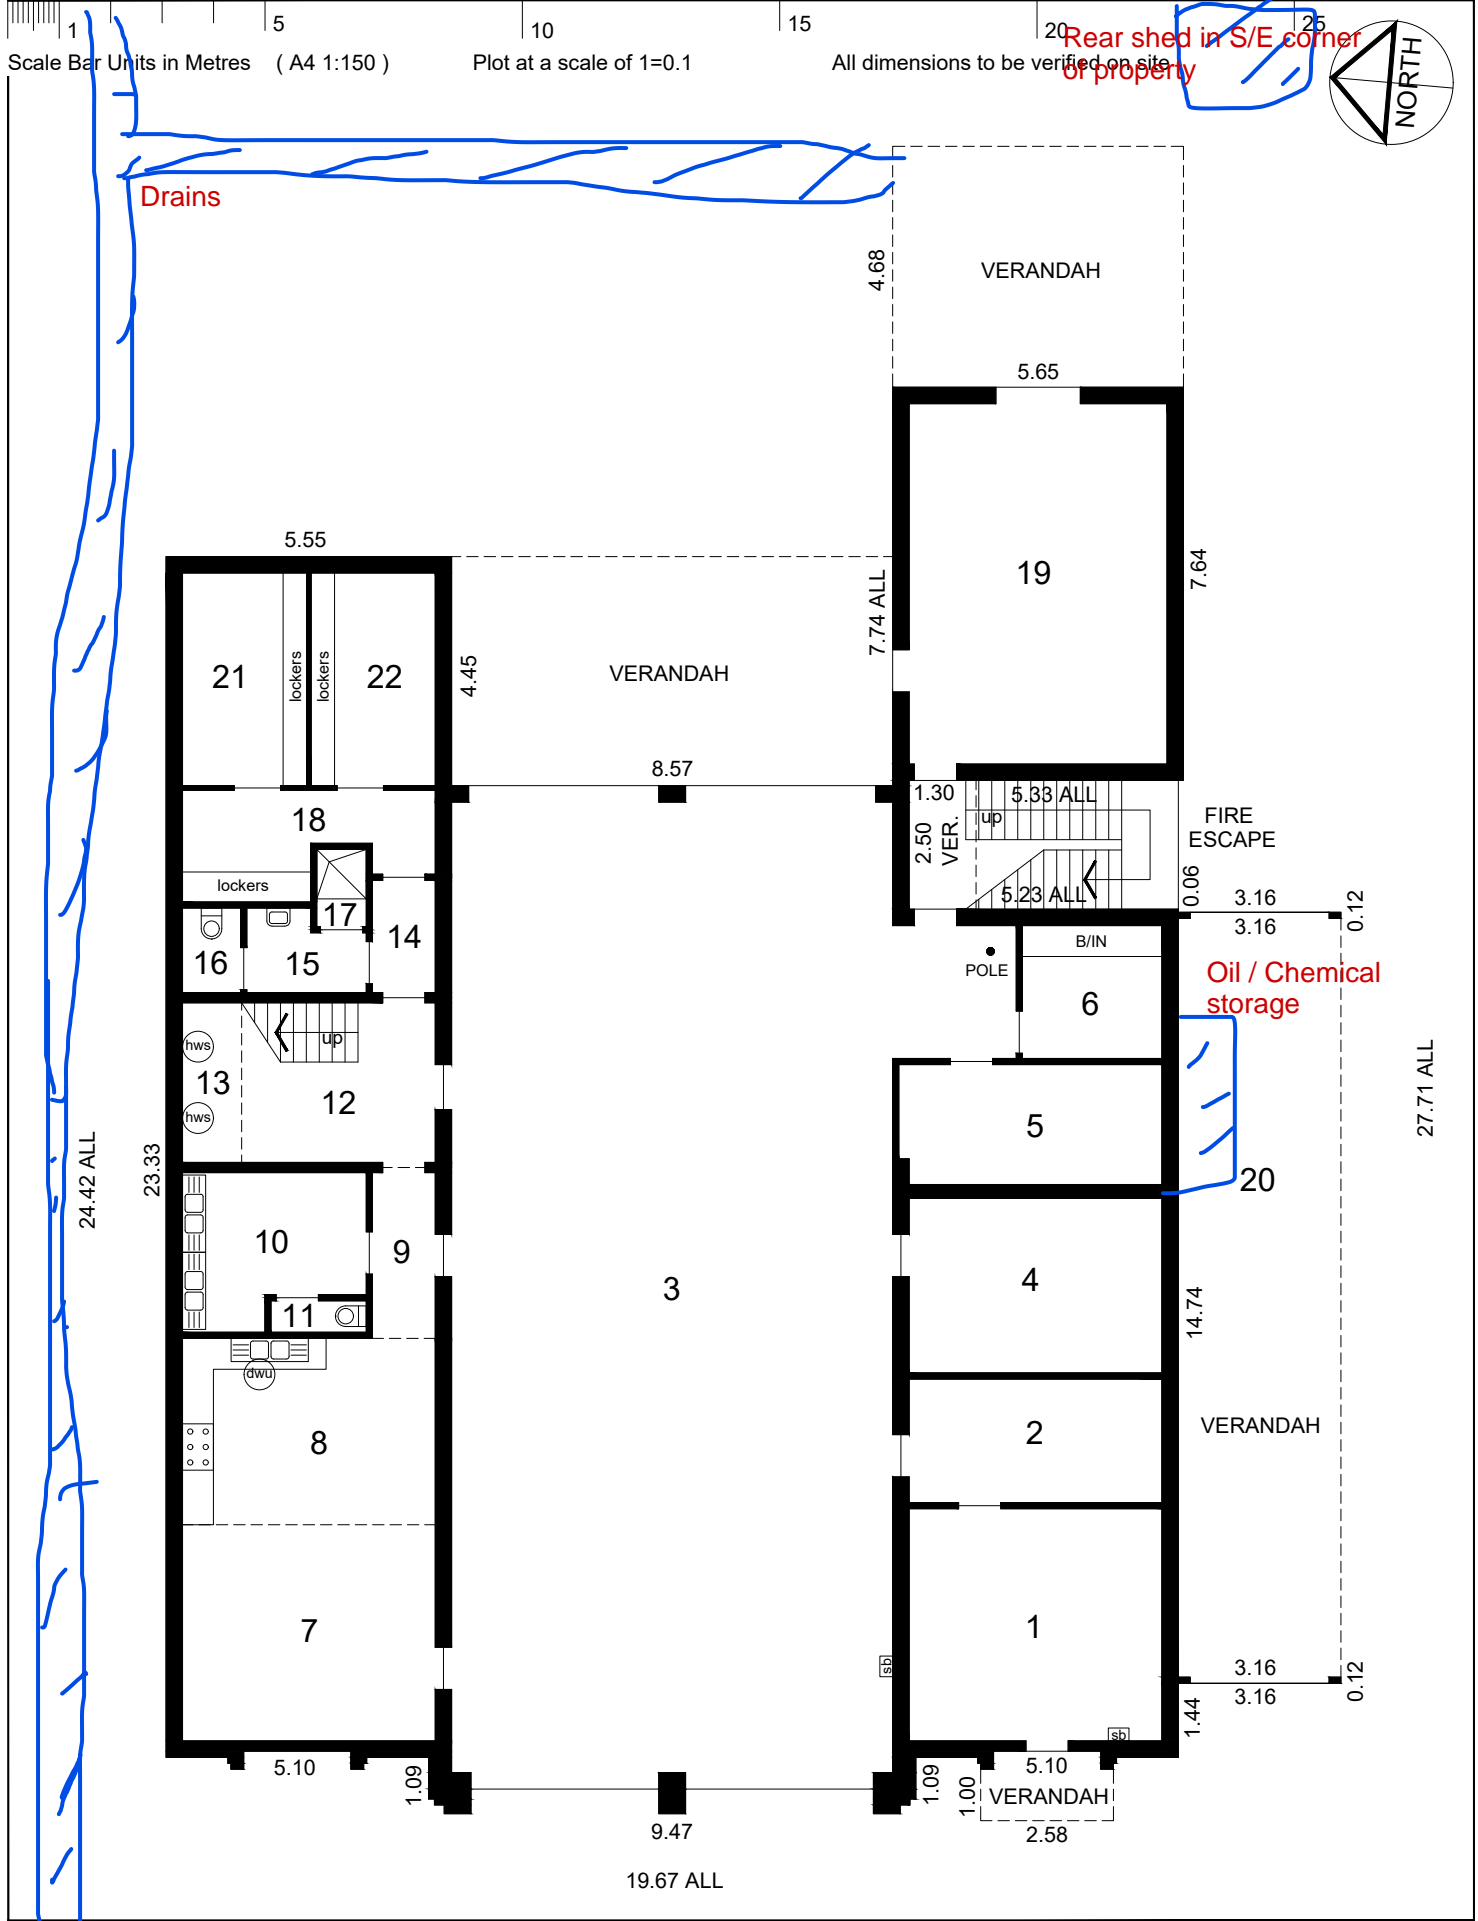 1
5
10
15
20
25
Scale Bar Units in Metres ( A4 1:150 )
Plot at a scale of 1=0.1
All dimensions to be verified on site
Rear shed in S/E corner
of property
NORTH
Drains
4.68
VERANDAH
5.65
5.55
19
7.74 ALL
7.64
21
lockers
lockers
22
4.45
VERANDAH
8.57
1.30
5.33 ALL
up
2.50
VER.
FIRE
ESCAPE
18
lockers
17
5.23 ALL
0.06
3.16
3.16
0.12
16
15
14
POLE
B/IN
6
Oil / Chemical
storage
hws
13
hws
up
12
5
27.71 ALL
24.42 ALL
23.33
20
10
9
11
3
4
14.74
dwu
8
2
VERANDAH
7
1
sb
sb
3.16
3.16
0.12
1.44
5.10
1.09
1.09
1.00
5.10
VERANDAH
2.58
9.47
19.67 ALL